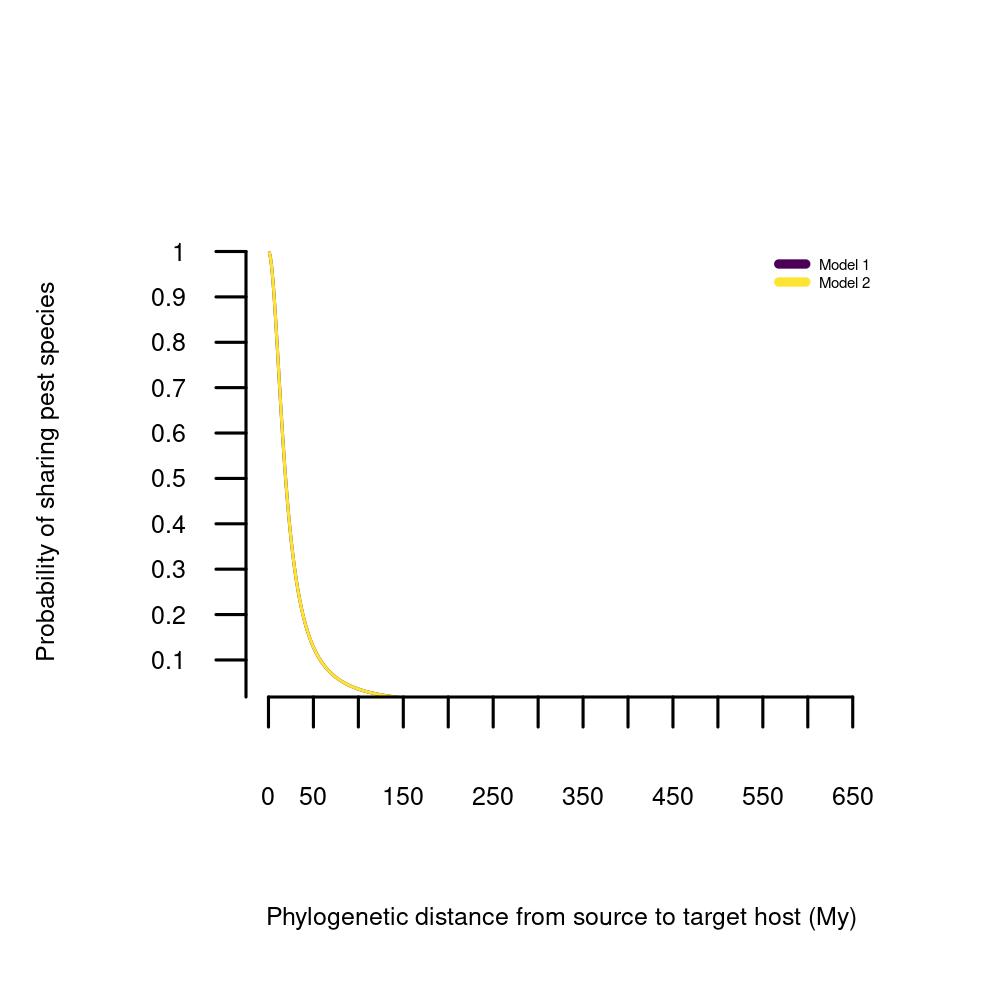 Probability of sharing pest species
1
0.9
0.8
0.7
0.6
0.5
0.4
0.3
0.2
0.1
Model 1
Model 2
0 50 150 250 350 450 550 650
Phylogenetic distance from source to target host (My)